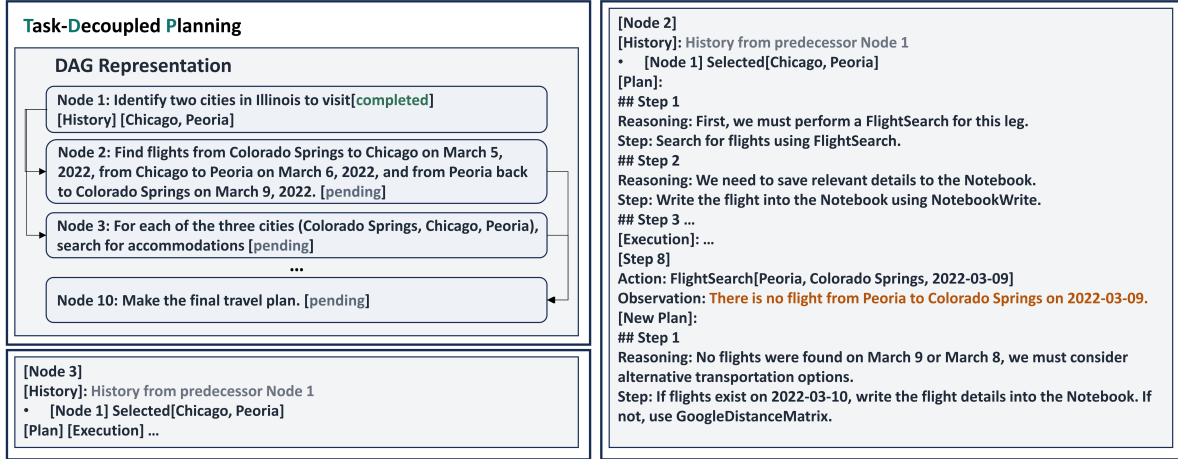 Task-Decoupled Planning
DAG Representation
Node 1: Identify two cities in Illinois to visit[completed]
[History] [Chicago, Peoria]
Node 2: Find flights from Colorado Springs to Chicago on March 5,
2022, from Chicago to Peoria on March 6, 2022, and from Peoria back
to Colorado Springs on March 9, 2022. [pending]
Node 3: For each of the three cities (Colorado Springs, Chicago, Peoria),
search for accommodations [pending]
...
Node 10: Make the final travel plan. [pending]
[Node 3]
[History]: History from predecessor Node 1
• [Node 1] Selected[Chicago, Peoria]
[Plan] [Execution] ...
[Node 2]
[History]: History from predecessor Node 1
• [Node 1] Selected[Chicago, Peoria]
[Plan]:
## Step 1
Reasoning: First, we must perform a FlightSearch for this leg.
Step: Search for flights using FlightSearch.
## Step 2
Reasoning: We need to save relevant details to the Notebook.
Step: Write the flight into the Notebook using NotebookWrite.
## Step 3 ...
[Execution]: ...
[Step 8]
Action: FlightSearch[Peoria, Colorado Springs, 2022-03-09]
Observation: There is no flight from Peoria to Colorado Springs on 2022-03-09.
[New Plan]:
## Step 1
Reasoning: No flights were found on March 9 or March 8, we must consider
alternative transportation options.
Step: If flights exist on 2022-03-10, write the flight details into the Notebook. If
not, use GoogleDistanceMatrix.